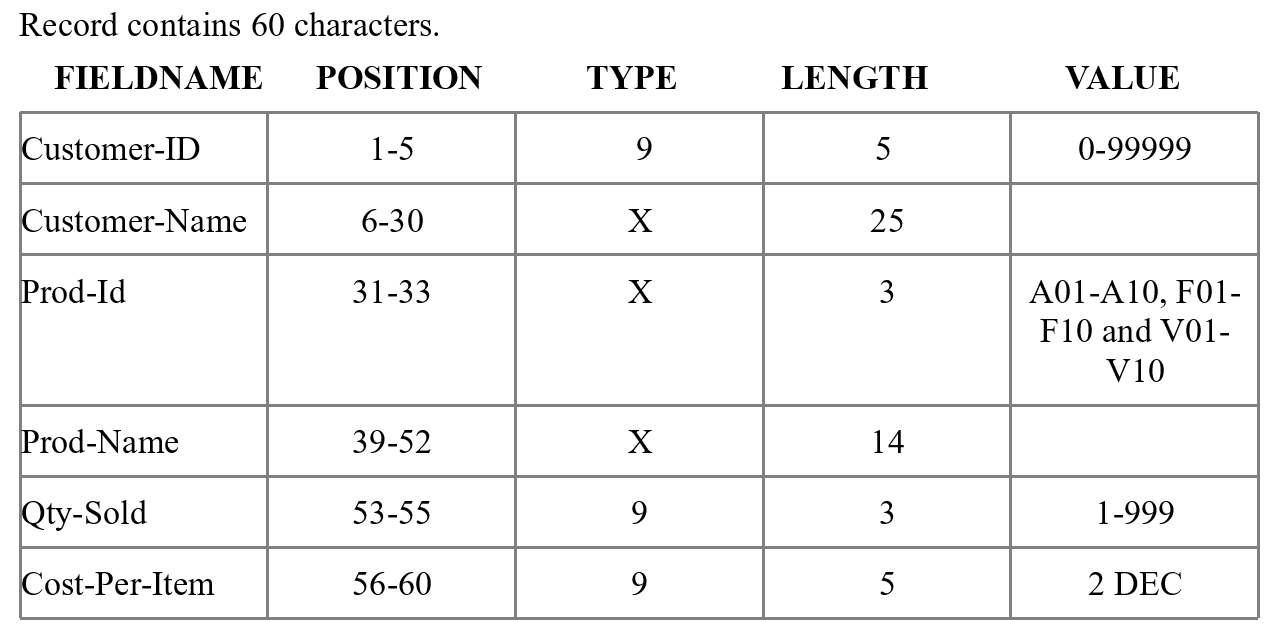 Record contains 60 characters.
FIELDNAME POSITION TYPE LENGTH VALUE
Customer-ID 1-5 9 5 0-99999
Customer-Name 6-30 X 25
Prod-Id 31-33 X 3 A01-A10, F01-
F10 and V01-
V10
Prod-Name 39-52 X 14
Qty-Sold 53-55 9 3 1-999
Cost-Per-Item 56-60 9 5 2 DEC